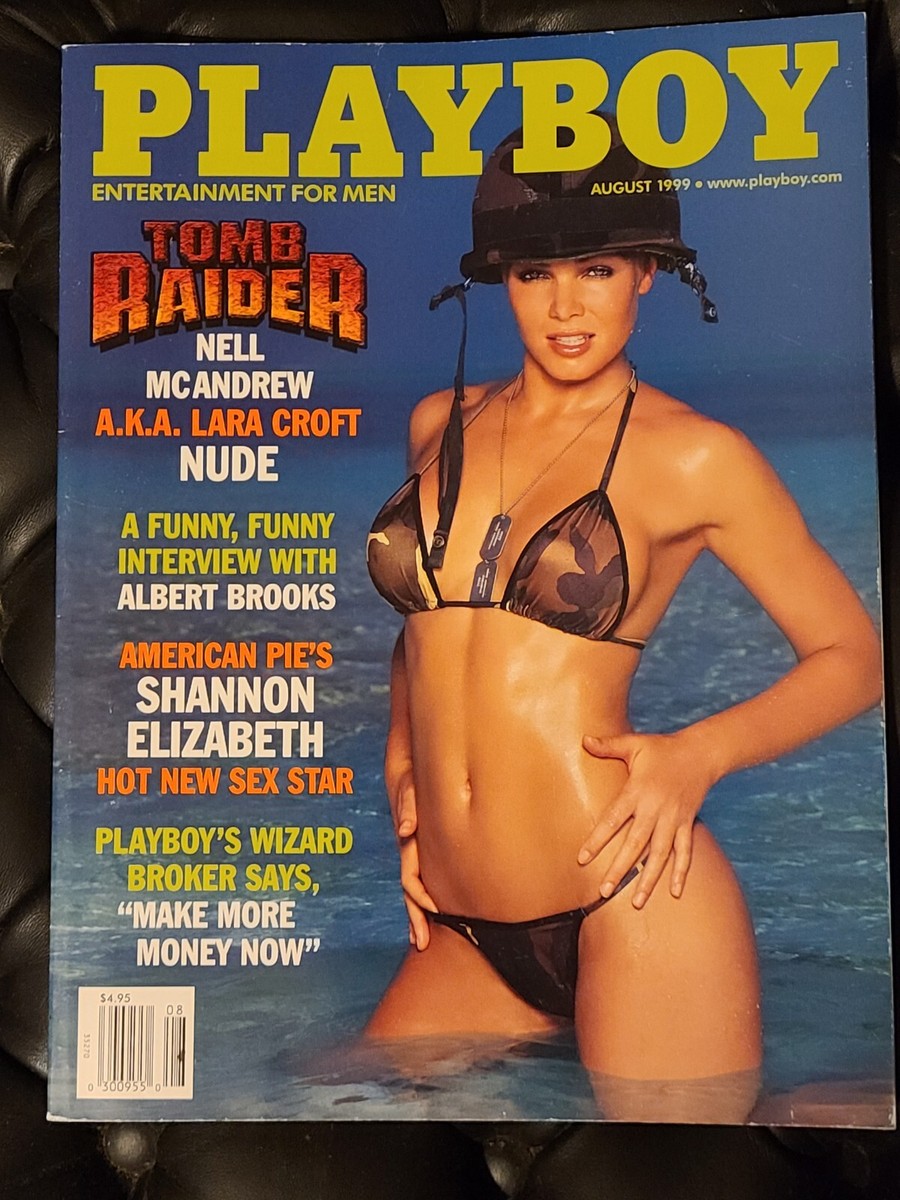 PLAYBOY
ENTERTAINMENT FOR MEN
AUGUST 1999 • www.playboy.com
TOMB
RAIDER
NELL
MCANDREW
A.K.A. LARA CROFT
NUDE
A FUNNY, FUNNY
INTERVIEW WITH
ALBERT BROOKS
AMERICAN PIE'S
SHANNON
ELIZABETH
HOT NEW SEX STAR
PLAYBOY'S WIZARD
BROKER SAYS,
“MAKE MORE
MONEY NOW”
$4.95
08
33270
0 300955 0